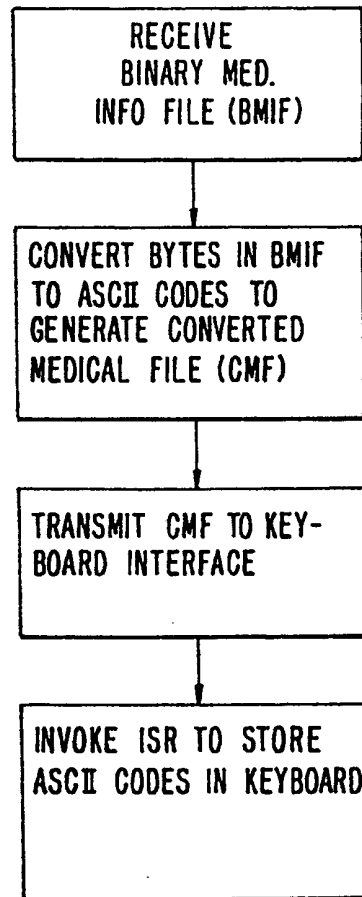 RECEIVE
BINARY MED.
INFO FILE (BMIF)
CONVERT BYTES IN BMIF
TO ASCII CODES TO
GENERATE CONVERTED
MEDICAL FILE (CMF)
TRANSMIT CMF TO KEY-
BOARD INTERFACE
INVOKE ISR TO STORE
ASCII CODES IN KEYBOARD